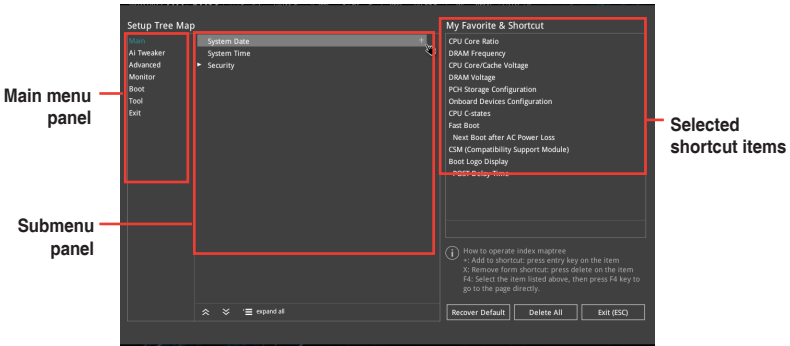 Setup Tree Map
Main
Ai Tweaker
Advanced
Monitor
Boot
Tool
Exit
System Date +
System Time
Security
expand all
My Favorite & Shortcut
CPU Core Ratio
DRAM Frequency
CPU Core/Cache Voltage
DRAM Voltage
PCH Storage Configuration
Onboard Devices Configuration
CPU C-states
Fast Boot
Next Boot after AC Power Loss
CSM (Compatibility Support Module)
Boot Logo Display
POST Delay Time
How to operate index maptree
+: Add to shortcut: press entry key on the item
X: Remove form shortcut: press delete on the item
F4: Select the item listed above, then press F4 key to
go to the page directly.
Recover Default
Delete All
Exit (ESC)
Main menu
panel
Submenu
panel
Selected
shortcut items